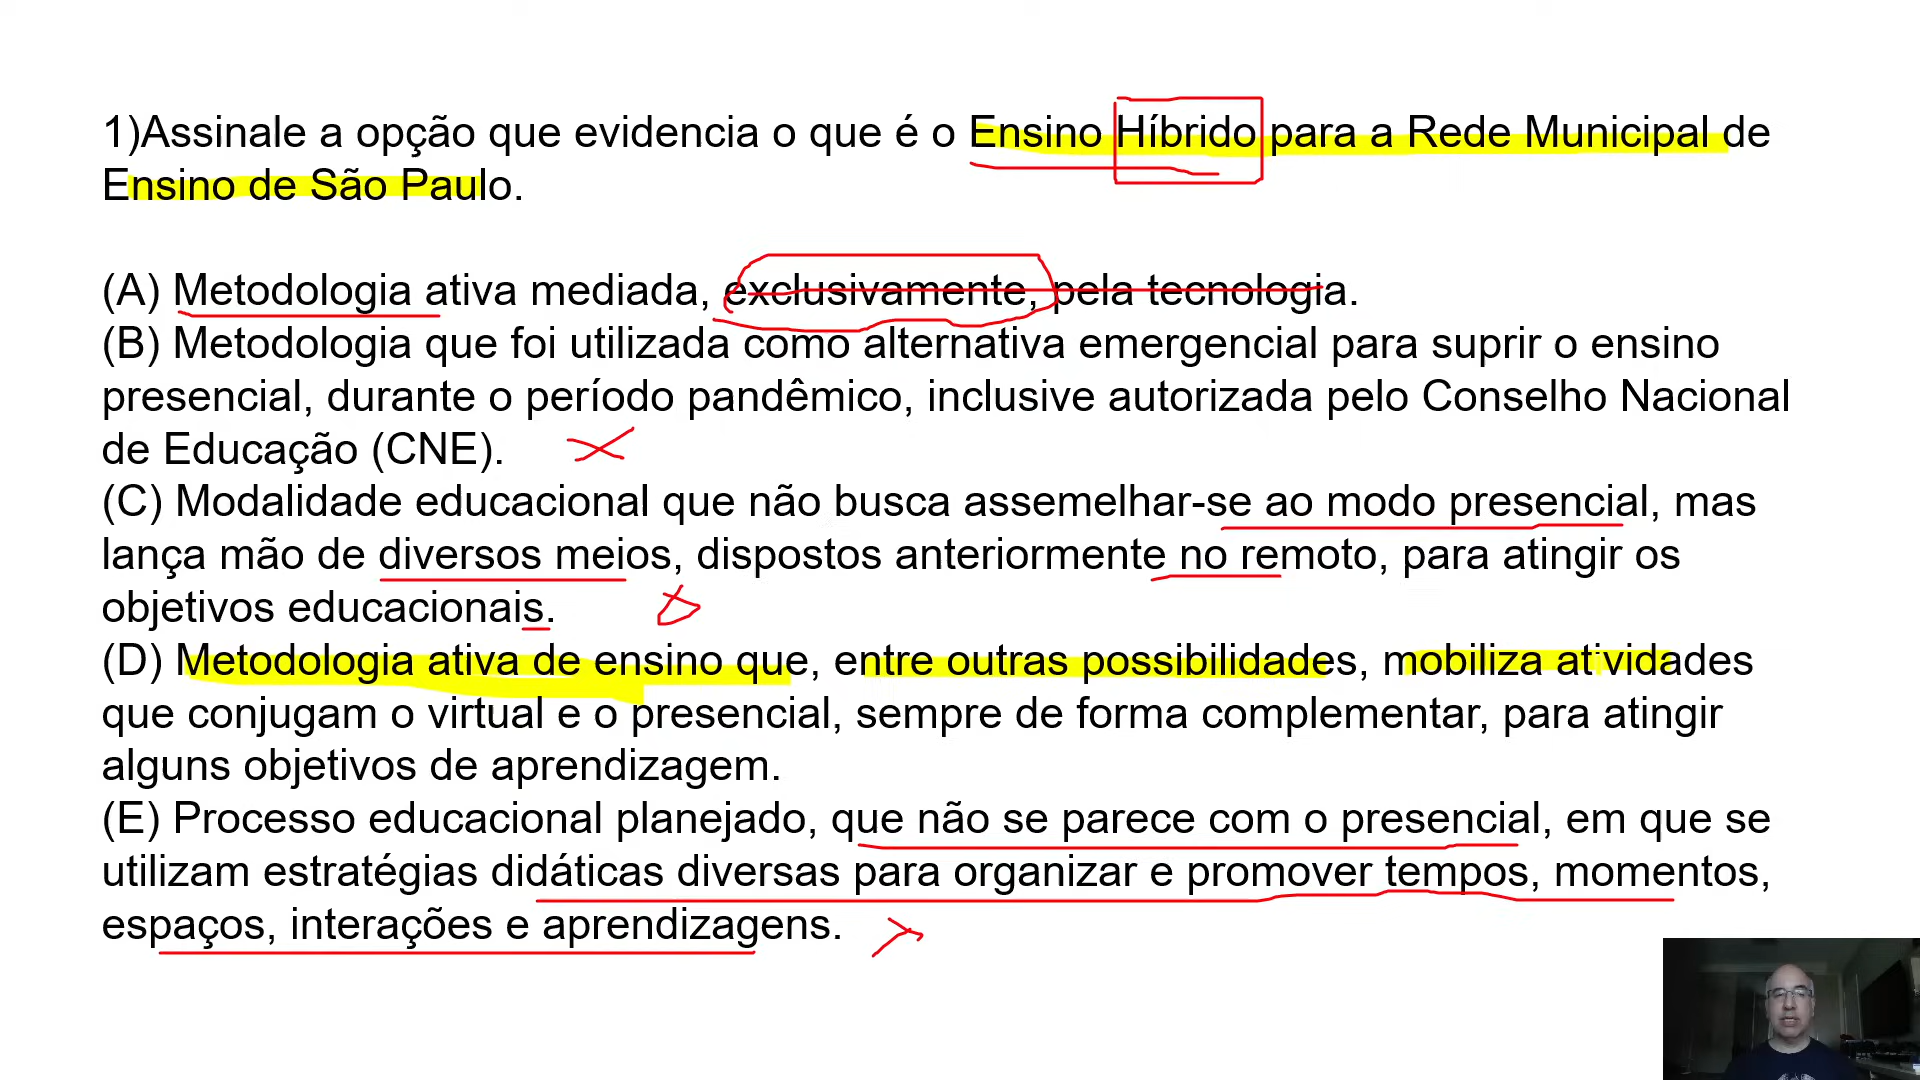 1)Assinale a opção que evidencia o que é o Ensino Híbrido para a Rede Municipal de
Ensino de São Paulo.
(A) Metodologia ativa mediada, exclusivamente, pela tecnologia.
(B) Metodologia que foi utilizada como alternativa emergencial para suprir o ensino
presencial, durante o período pandêmico, inclusive autorizada pelo Conselho Nacional
de Educação (CNE).
(C) Modalidade educacional que não busca assemelhar-se ao modo presencial, mas
lança mão de diversos meios, dispostos anteriormente no remoto, para atingir os
objetivos educacionais.
(D) Metodologia ativa de ensino que, entre outras possibilidades, mobiliza atividades
que conjugam o virtual e o presencial, sempre de forma complementar, para atingir
alguns objetivos de aprendizagem.
(E) Processo educacional planejado, que não se parece com o presencial, em que se
utilizam estratégias didáticas diversas para organizar e promover tempos, momentos,
espaços, interações e aprendizagens.